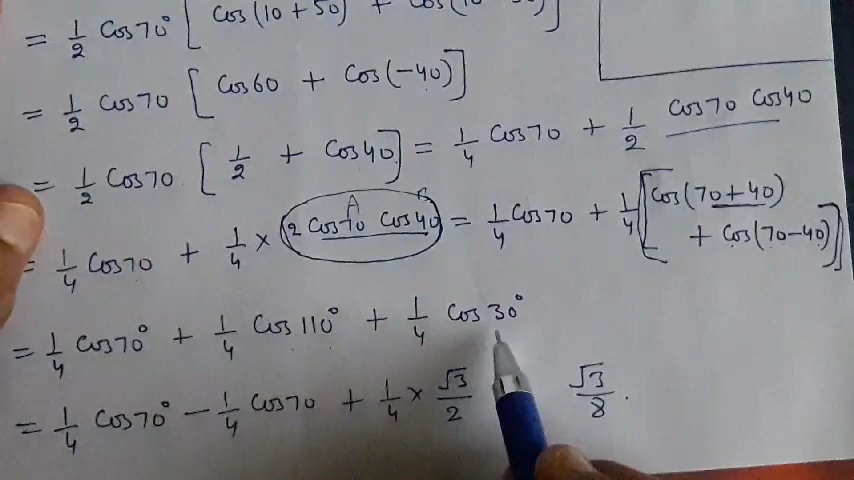 = 1/2 Cos70° [ Cos(10+50) + Cos(10
= 1/2 Cos70 [ Cos60 + Cos(-40)]
= 1/2 Cos70 [ 1/2 + Cos40 ] = 1/4 Cos70 + 1/2 Cos70 Cos40
A B
= 1/4 Cos70 + 1/4 × (2 Cos70 Cos40) = 1/4 Cos70 + 1/4 [Cos(70+40)
+ Cos(70-40)]
= 1/4 Cos70° + 1/4 Cos110° + 1/4 Cos30°
= 1/4 Cos70° - 1/4 Cos70 + 1/4 × √3/2 √3/8.